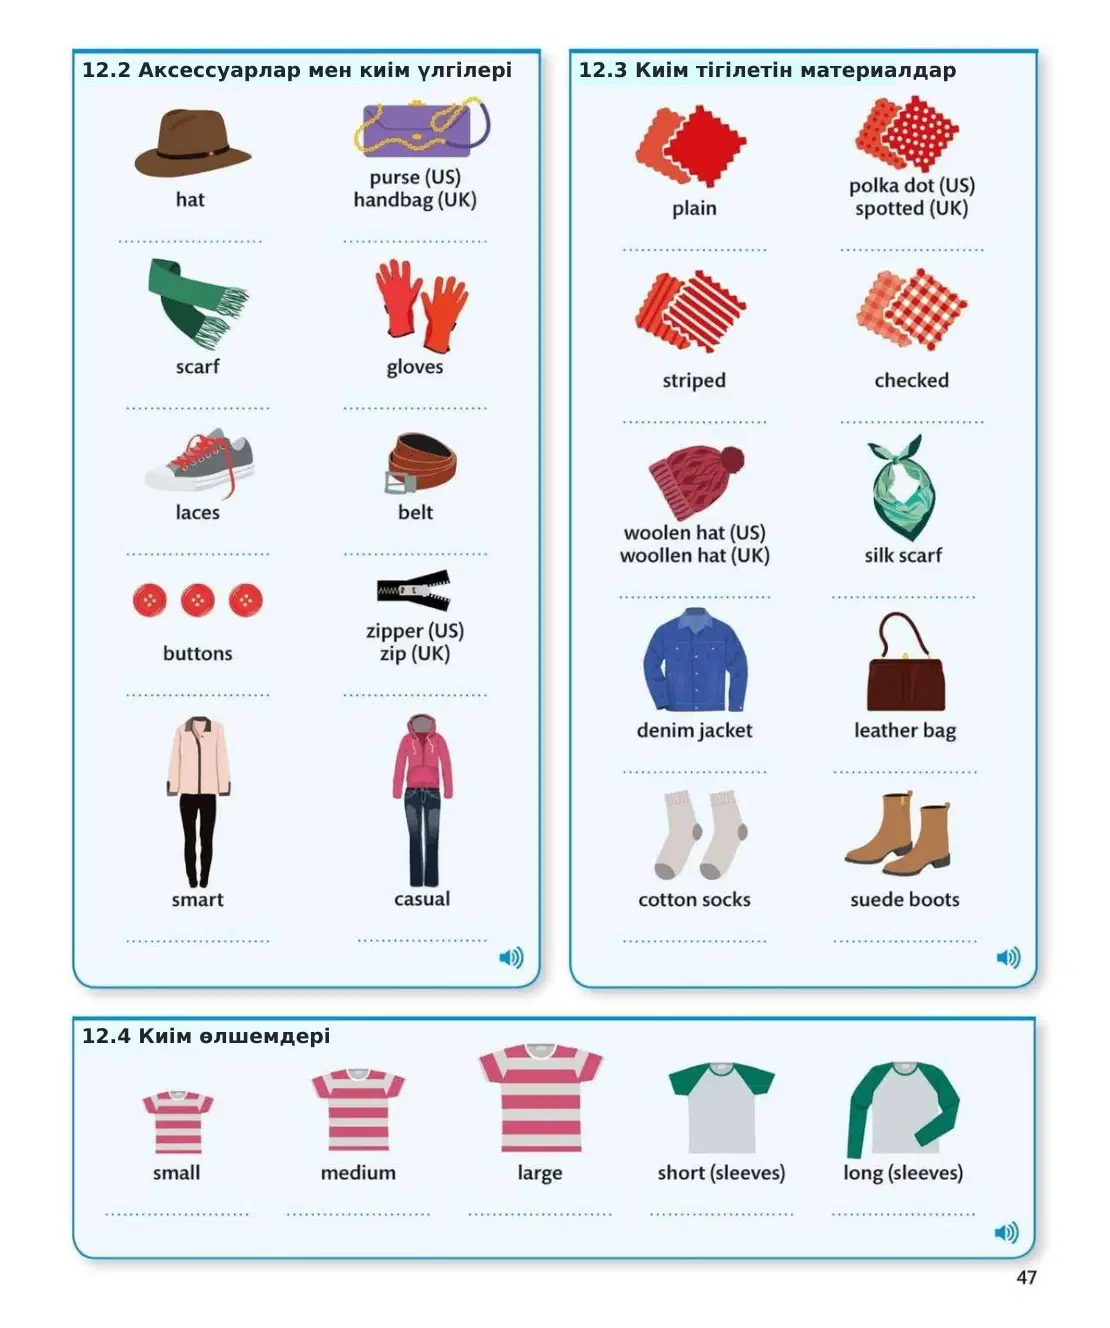 12.2 Аксессуарлар мен киім үлгілері
hat
purse (US)
handbag (UK)
scarf
gloves
laces
belt
buttons
zipper (US)
zip (UK)
smart
casual
12.3 Киім тігілетін материалдар
plain
polka dot (US)
spotted (UK)
striped
checked
woolen hat (US)
woollen hat (UK)
silk scarf
denim jacket
leather bag
cotton socks
suede boots
12.4 Киім өлшемдері
small
medium
large
short (sleeves)
long (sleeves)
47